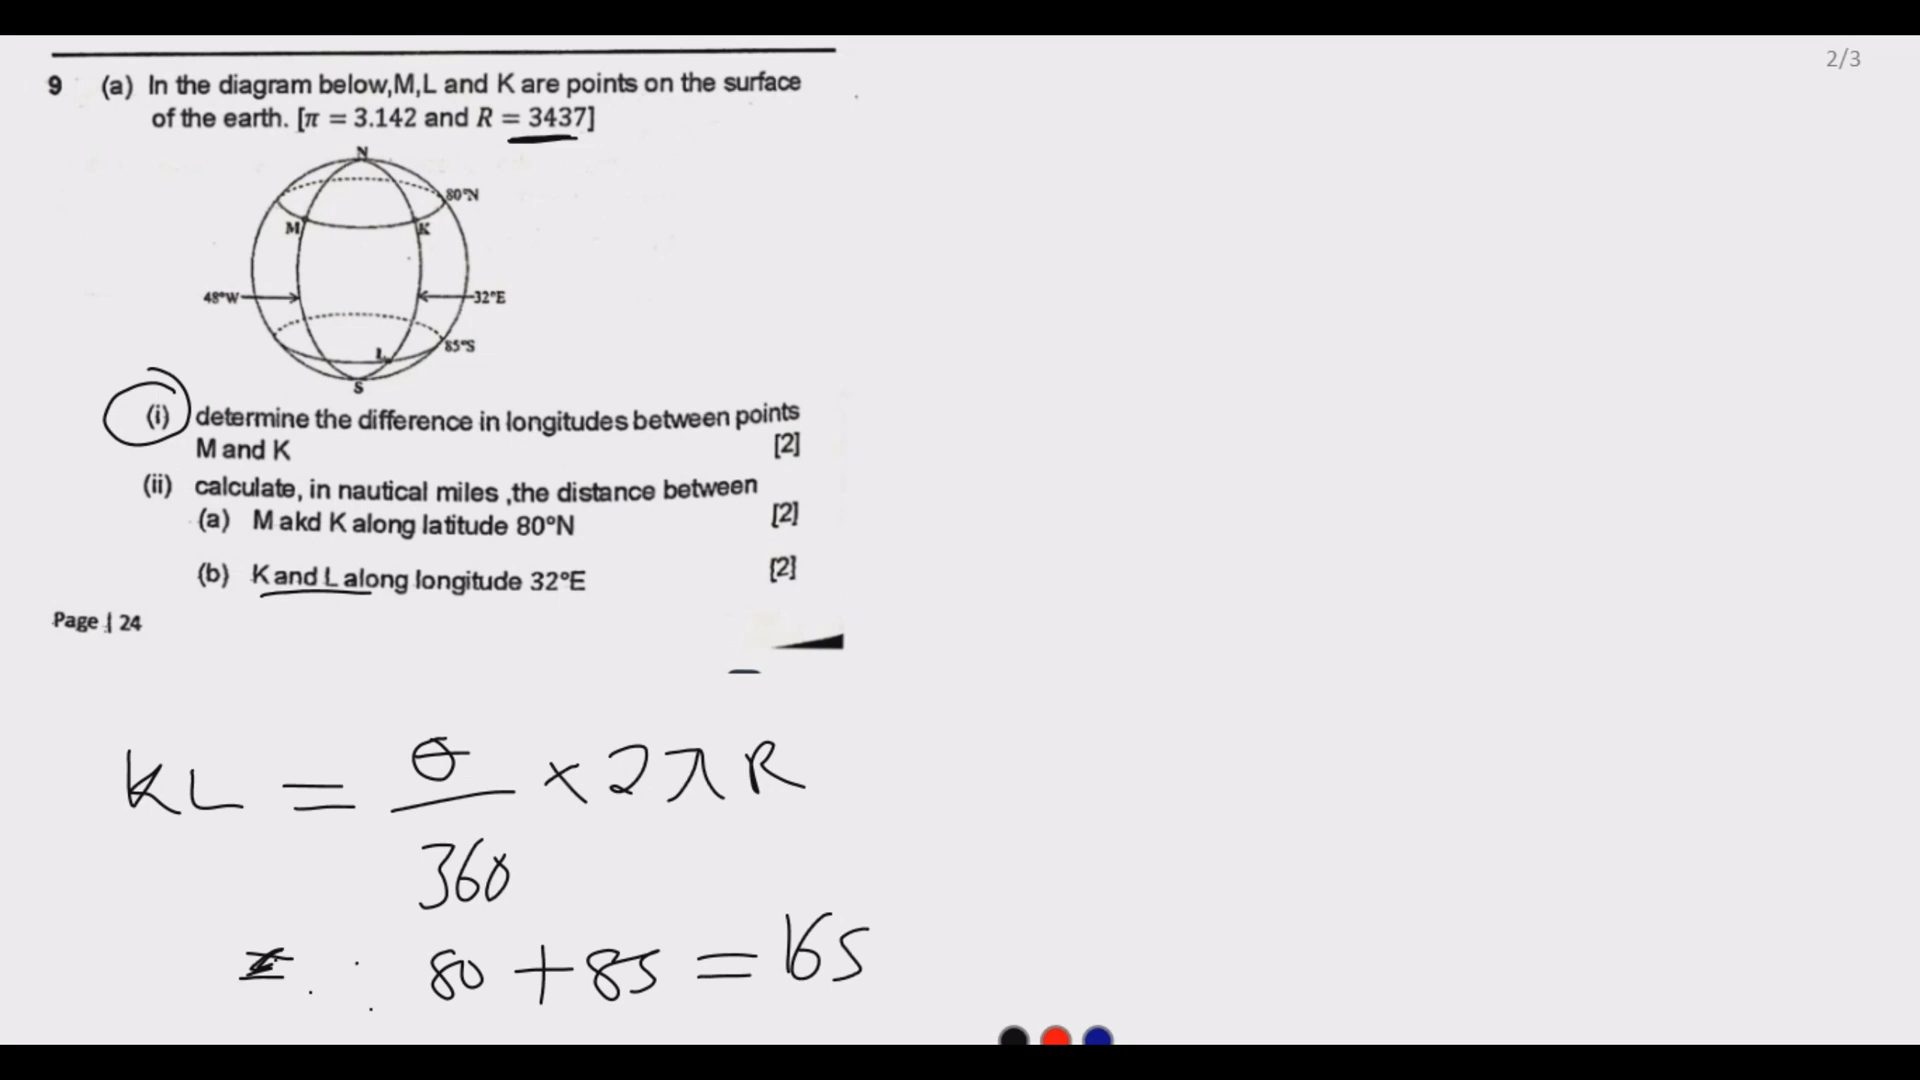 2/3
9 (a) In the diagram below,M,L and K are points on the surface
of the earth. [π = 3.142 and R = 3437]
N
80°N
M K
48°W 32°E
L 85°S
S
(i) determine the difference in longitudes between points
M and K [2]
(ii) calculate, in nautical miles ,the distance between
(a) M akd K along latitude 80°N [2]
(b) K and L along longitude 32°E [2]
Page | 24
KL = θ/360 × 2πR
80 + 85 = 165